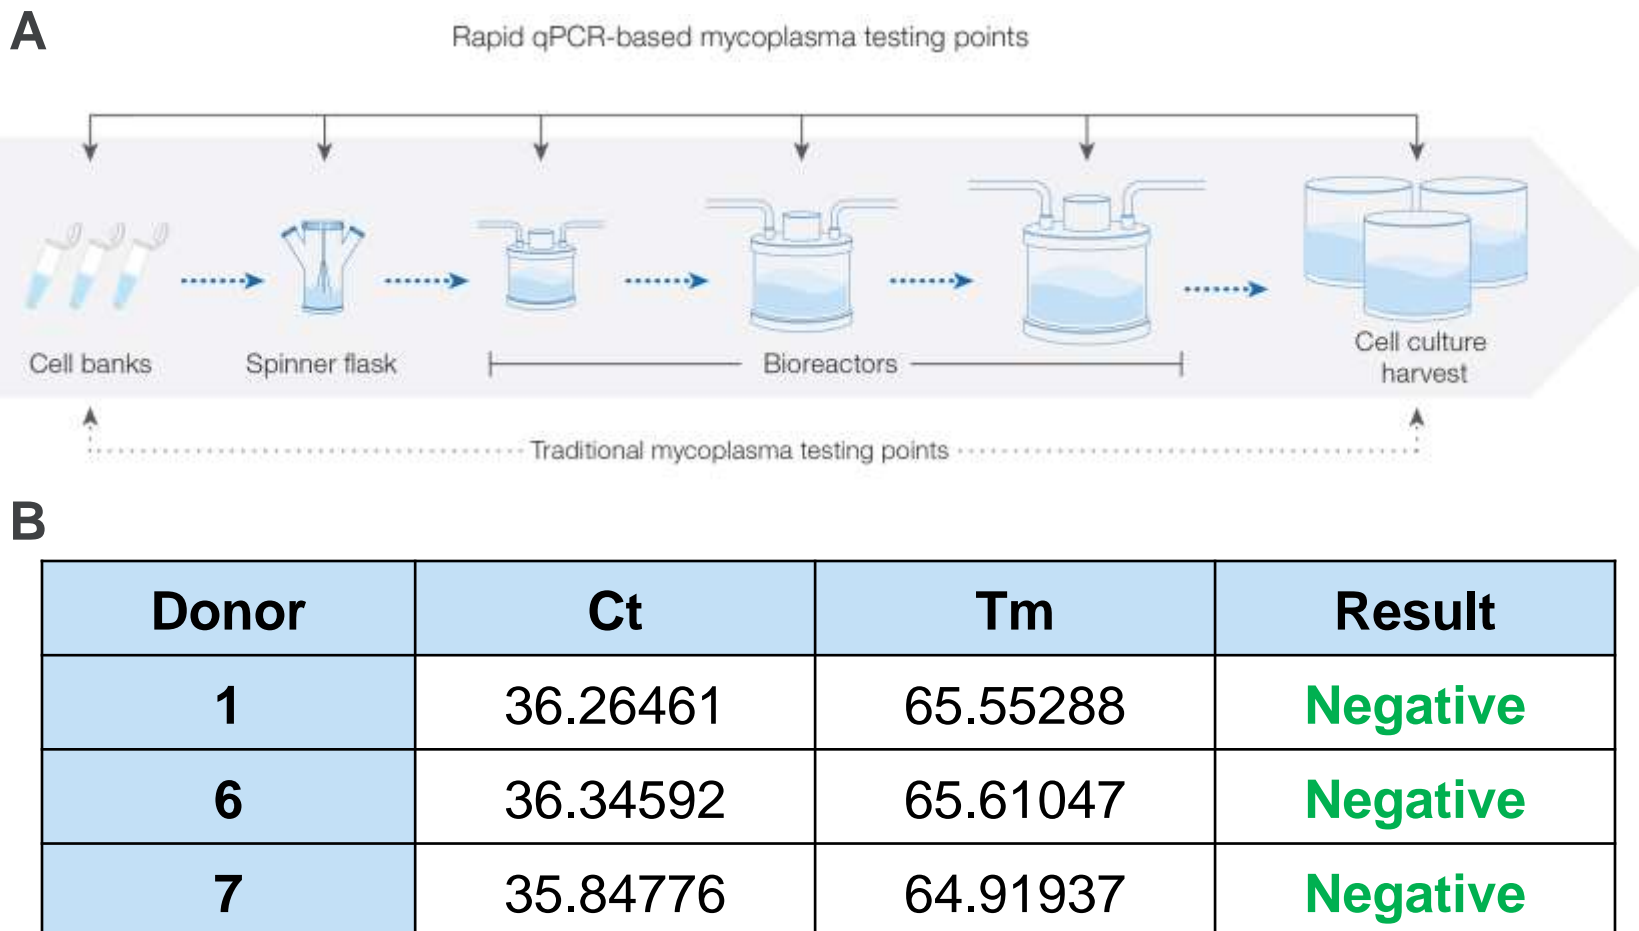 A
Rapid qPCR-based mycoplasma testing points
Cell banks
Spinner flask
Bioreactors
Cell culture
harvest
Traditional mycoplasma testing points
B
Donor Ct Tm Result
1 36.26461 65.55288 Negative
6 36.34592 65.61047 Negative
7 35.84776 64.91937 Negative